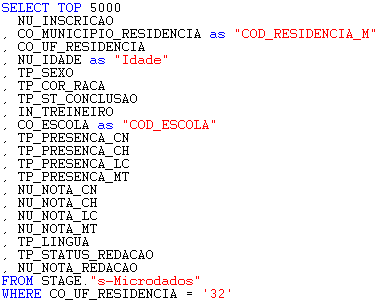 SELECT TOP 5000
NU_INSCRICAO
, CO_MUNICIPIO_RESIDENCIA as "COD_RESIDENCIA_M"
, CO_UF_RESIDENCIA
, NU_IDADE as "Idade"
, TP_SEXO
, TP_COR_RACA
, TP_ST_CONCLUSAO
, IN_TREINEIRO
, CO_ESCOLA as "COD_ESCOLA"
, TP_PRESENCA_CN
, TP_PRESENCA_CH
, TP_PRESENCA_LC
, TP_PRESENCA_MT
, NU_NOTA_CN
, NU_NOTA_CH
, NU_NOTA_LC
, NU_NOTA_MT
, TP_LINGUA
, TP_STATUS_REDACAO
, NU_NOTA_REDACAO
FROM STAGE."s-Microdados"
WHERE CO_UF_RESIDENCIA = '32'